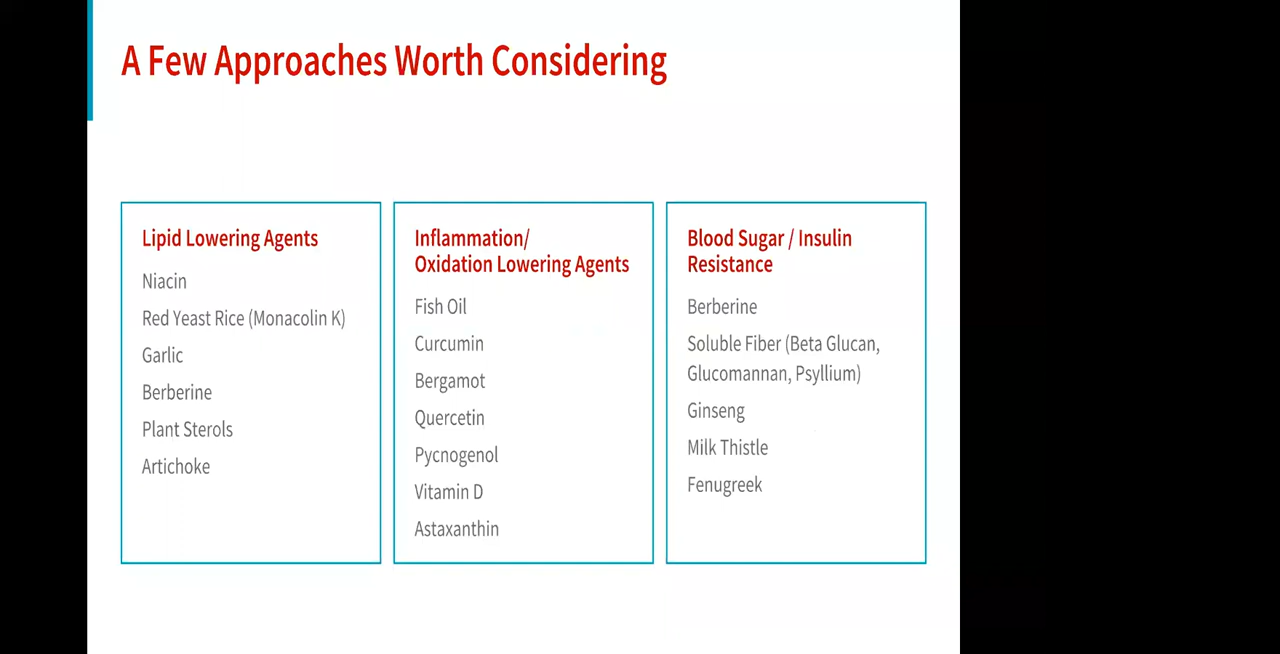 A Few Approaches Worth Considering
Lipid Lowering Agents
Niacin
Red Yeast Rice (Monacolin K)
Garlic
Berberine
Plant Sterols
Artichoke
Inflammation/
Oxidation Lowering Agents
Fish Oil
Curcumin
Bergamot
Quercetin
Pycnogenol
Vitamin D
Astaxanthin
Blood Sugar / Insulin
Resistance
Berberine
Soluble Fiber (Beta Glucan,
Glucomannan, Psyllium)
Ginseng
Milk Thistle
Fenugreek